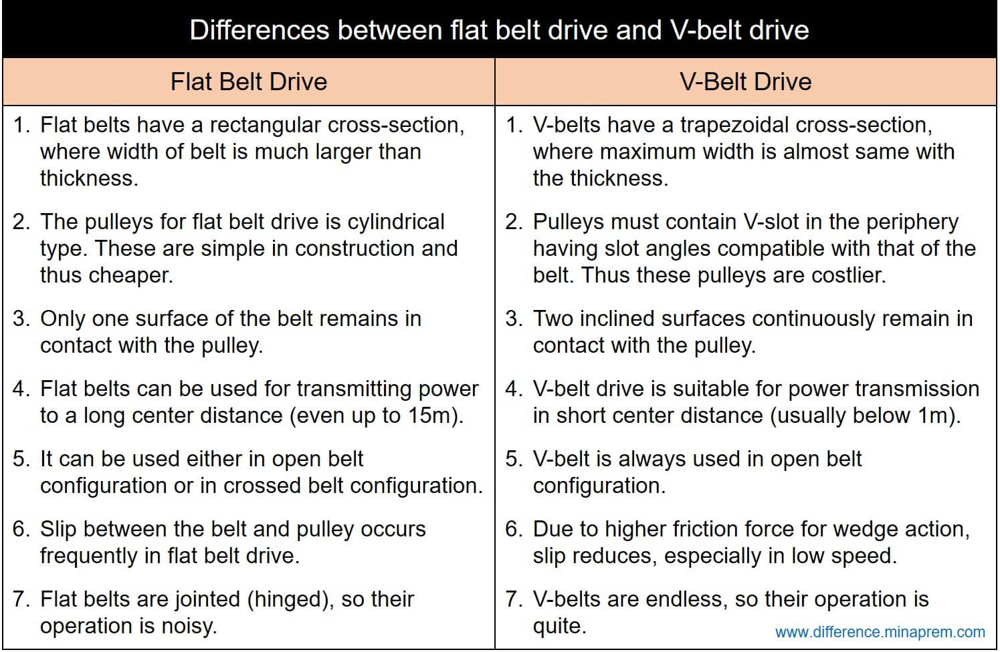 Differences between flat belt drive and V-belt drive
Flat Belt Drive
1. Flat belts have a rectangular cross-section,
where width of belt is much larger than
thickness.
2. The pulleys for flat belt drive is cylindrical
type. These are simple in construction and
thus cheaper.
3. Only one surface of the belt remains in
contact with the pulley.
4. Flat belts can be used for transmitting power
to a long center distance (even up to 15m).
5. It can be used either in open belt
configuration or in crossed belt configuration.
6. Slip between the belt and pulley occurs
frequently in flat belt drive.
7. Flat belts are jointed (hinged), so their
operation is noisy.
V-Belt Drive
1. V-belts have a trapezoidal cross-section,
where maximum width is almost same with
the thickness.
2. Pulleys must contain V-slot in the periphery
having slot angles compatible with that of the
belt. Thus these pulleys are costlier.
3. Two inclined surfaces continuously remain in
contact with the pulley.
4. V-belt drive is suitable for power transmission
in short center distance (usually below 1m).
5. V-belt is always used in open belt
configuration.
6. Due to higher friction force for wedge action,
slip reduces, especially in low speed.
7. V-belts are endless, so their operation is
quite.
www.difference.minaprem.com